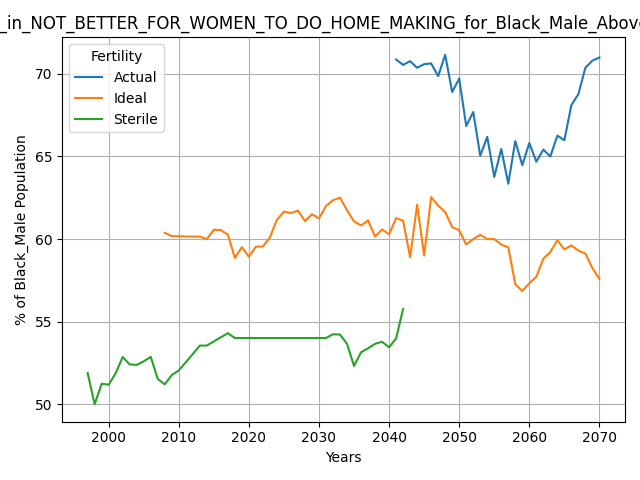 _in_NOT_BETTER_FOR_WOMEN_TO_DO_HOME_MAKING_for_Black_Male_Above
Fertility
Actual
Ideal
Sterile
% of Black_Male Population
70
65
60
55
50
2000 2010 2020 2030 2040 2050 2060 2070
Years